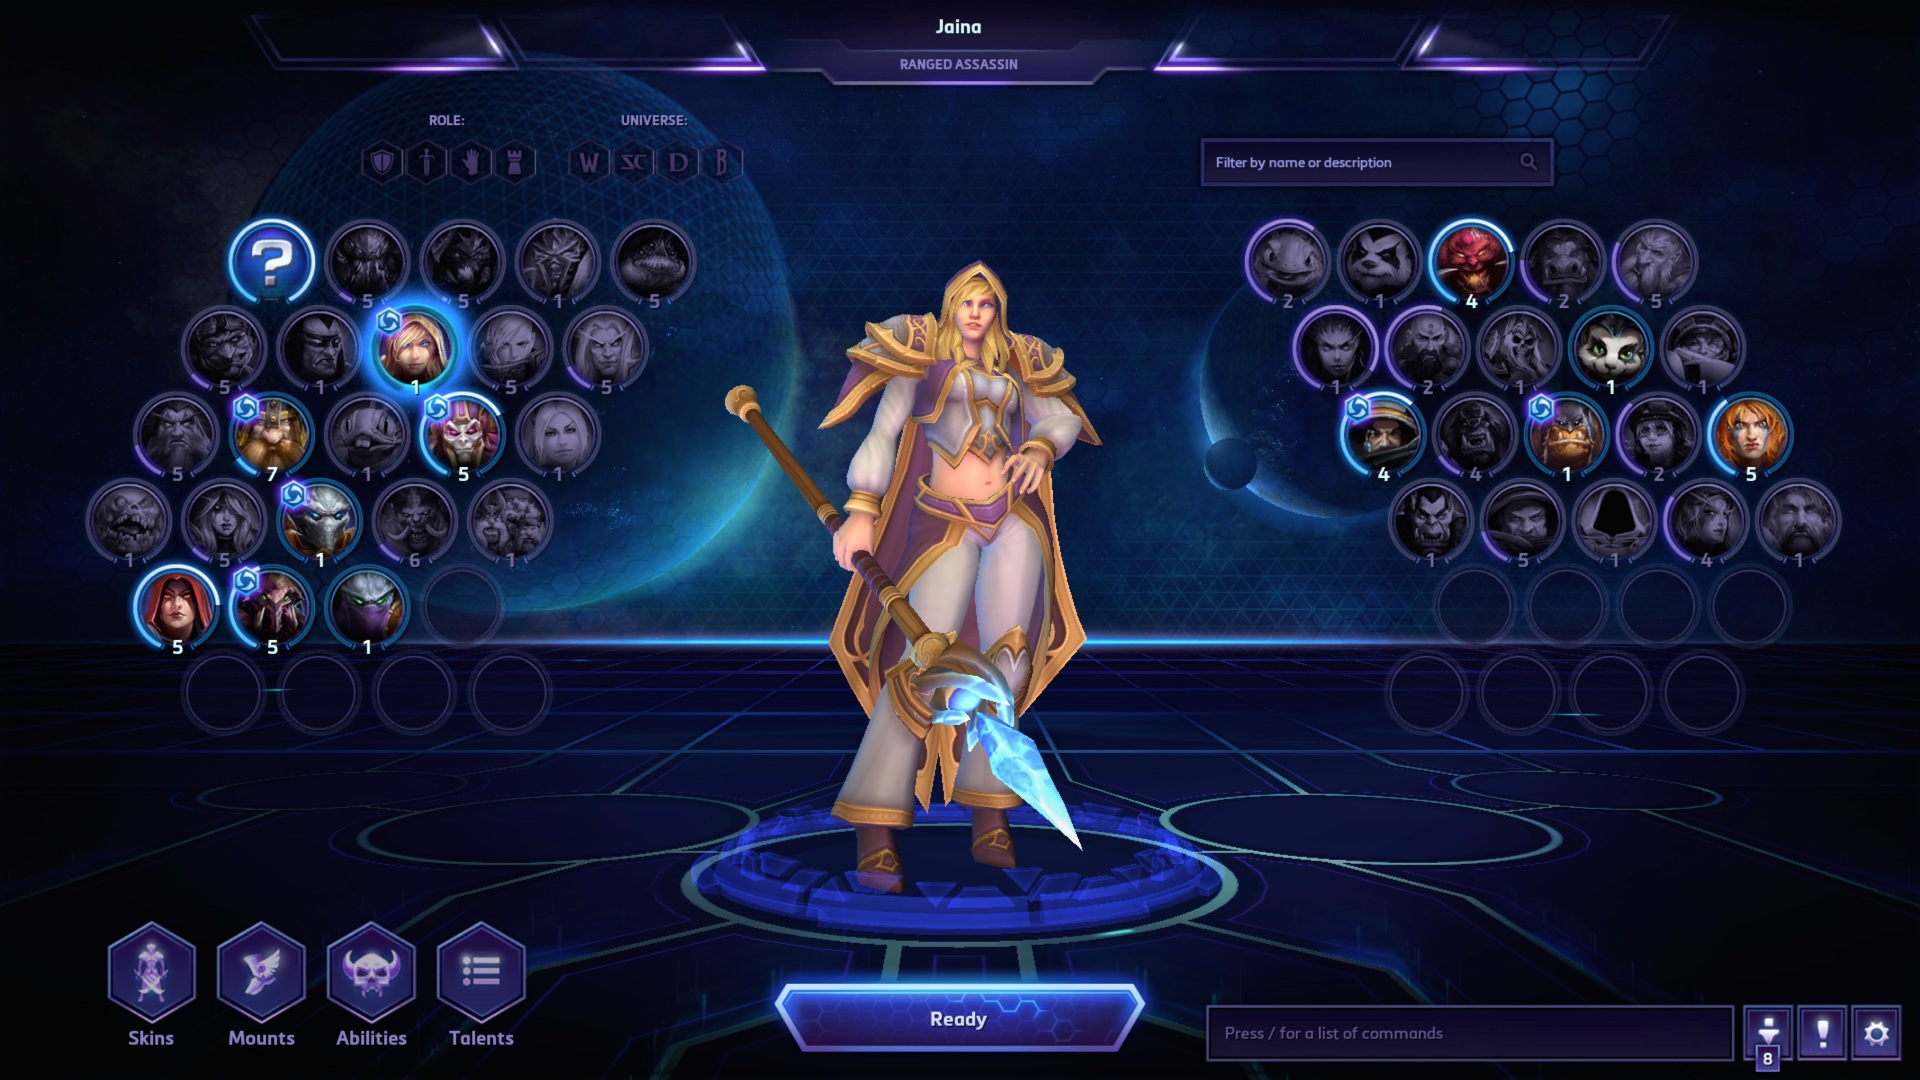 Jaina
RANGED ASSASSIN
ROLE:
UNIVERSE:
W SC D B
Filter by name or description
?
5 5 1 5
2 1 4 2 5
5 1 1 5 5
1 2 1 1 1
5 7 1 5 1
4 4 1 2 5
1 5 1 6 1
1 5 1 4 1
5 5 1
Skins
Mounts
Abilities
Talents
Ready
Press / for a list of commands
8
!